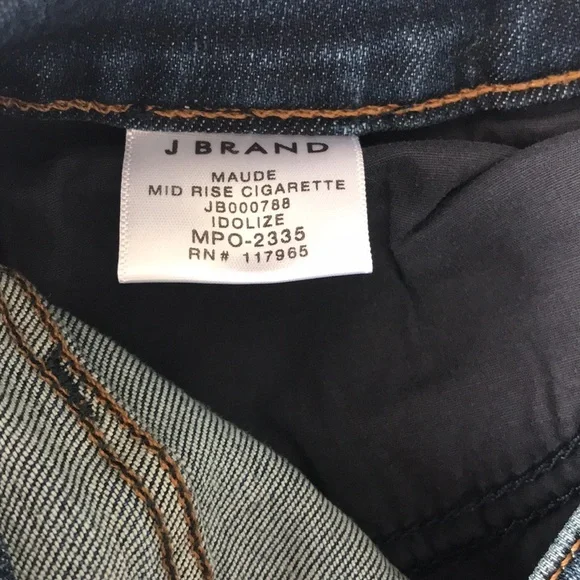 J BRAND
MAUDE
MID RISE CIGARETTE
JB000788
IDOLIZE
MPO-2335
RN# 117965